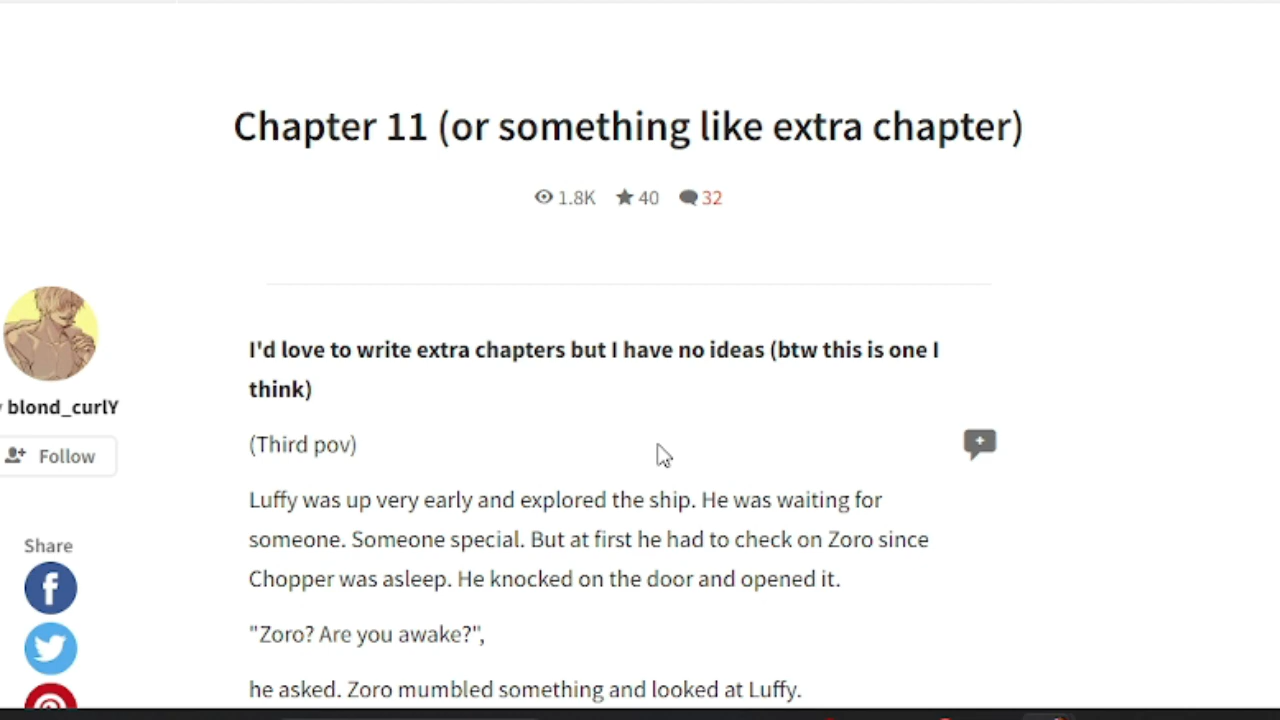 Chapter 11 (or something like extra chapter)
1.8K 40 32
I'd love to write extra chapters but I have no ideas (btw this is one I
think)
blond_curlY
(Third pov)
Follow
Luffy was up very early and explored the ship. He was waiting for
someone. Someone special. But at first he had to check on Zoro since
Share
Chopper was asleep. He knocked on the door and opened it.
"Zoro? Are you awake?",
he asked. Zoro mumbled something and looked at Luffy.